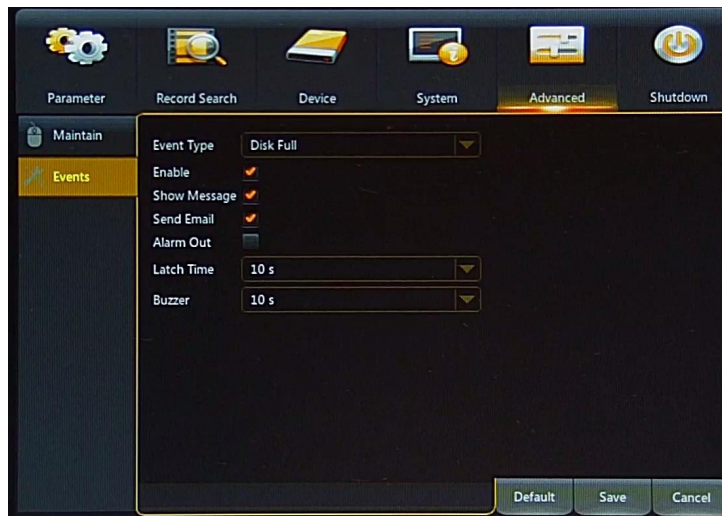 Parameter Record Search Device System Advanced Shutdown
Maintain
Events
Event Type Disk Full
Enable
Show Message
Send Email
Alarm Out
Latch Time 10 s
Buzzer 10 s
Default Save Cancel